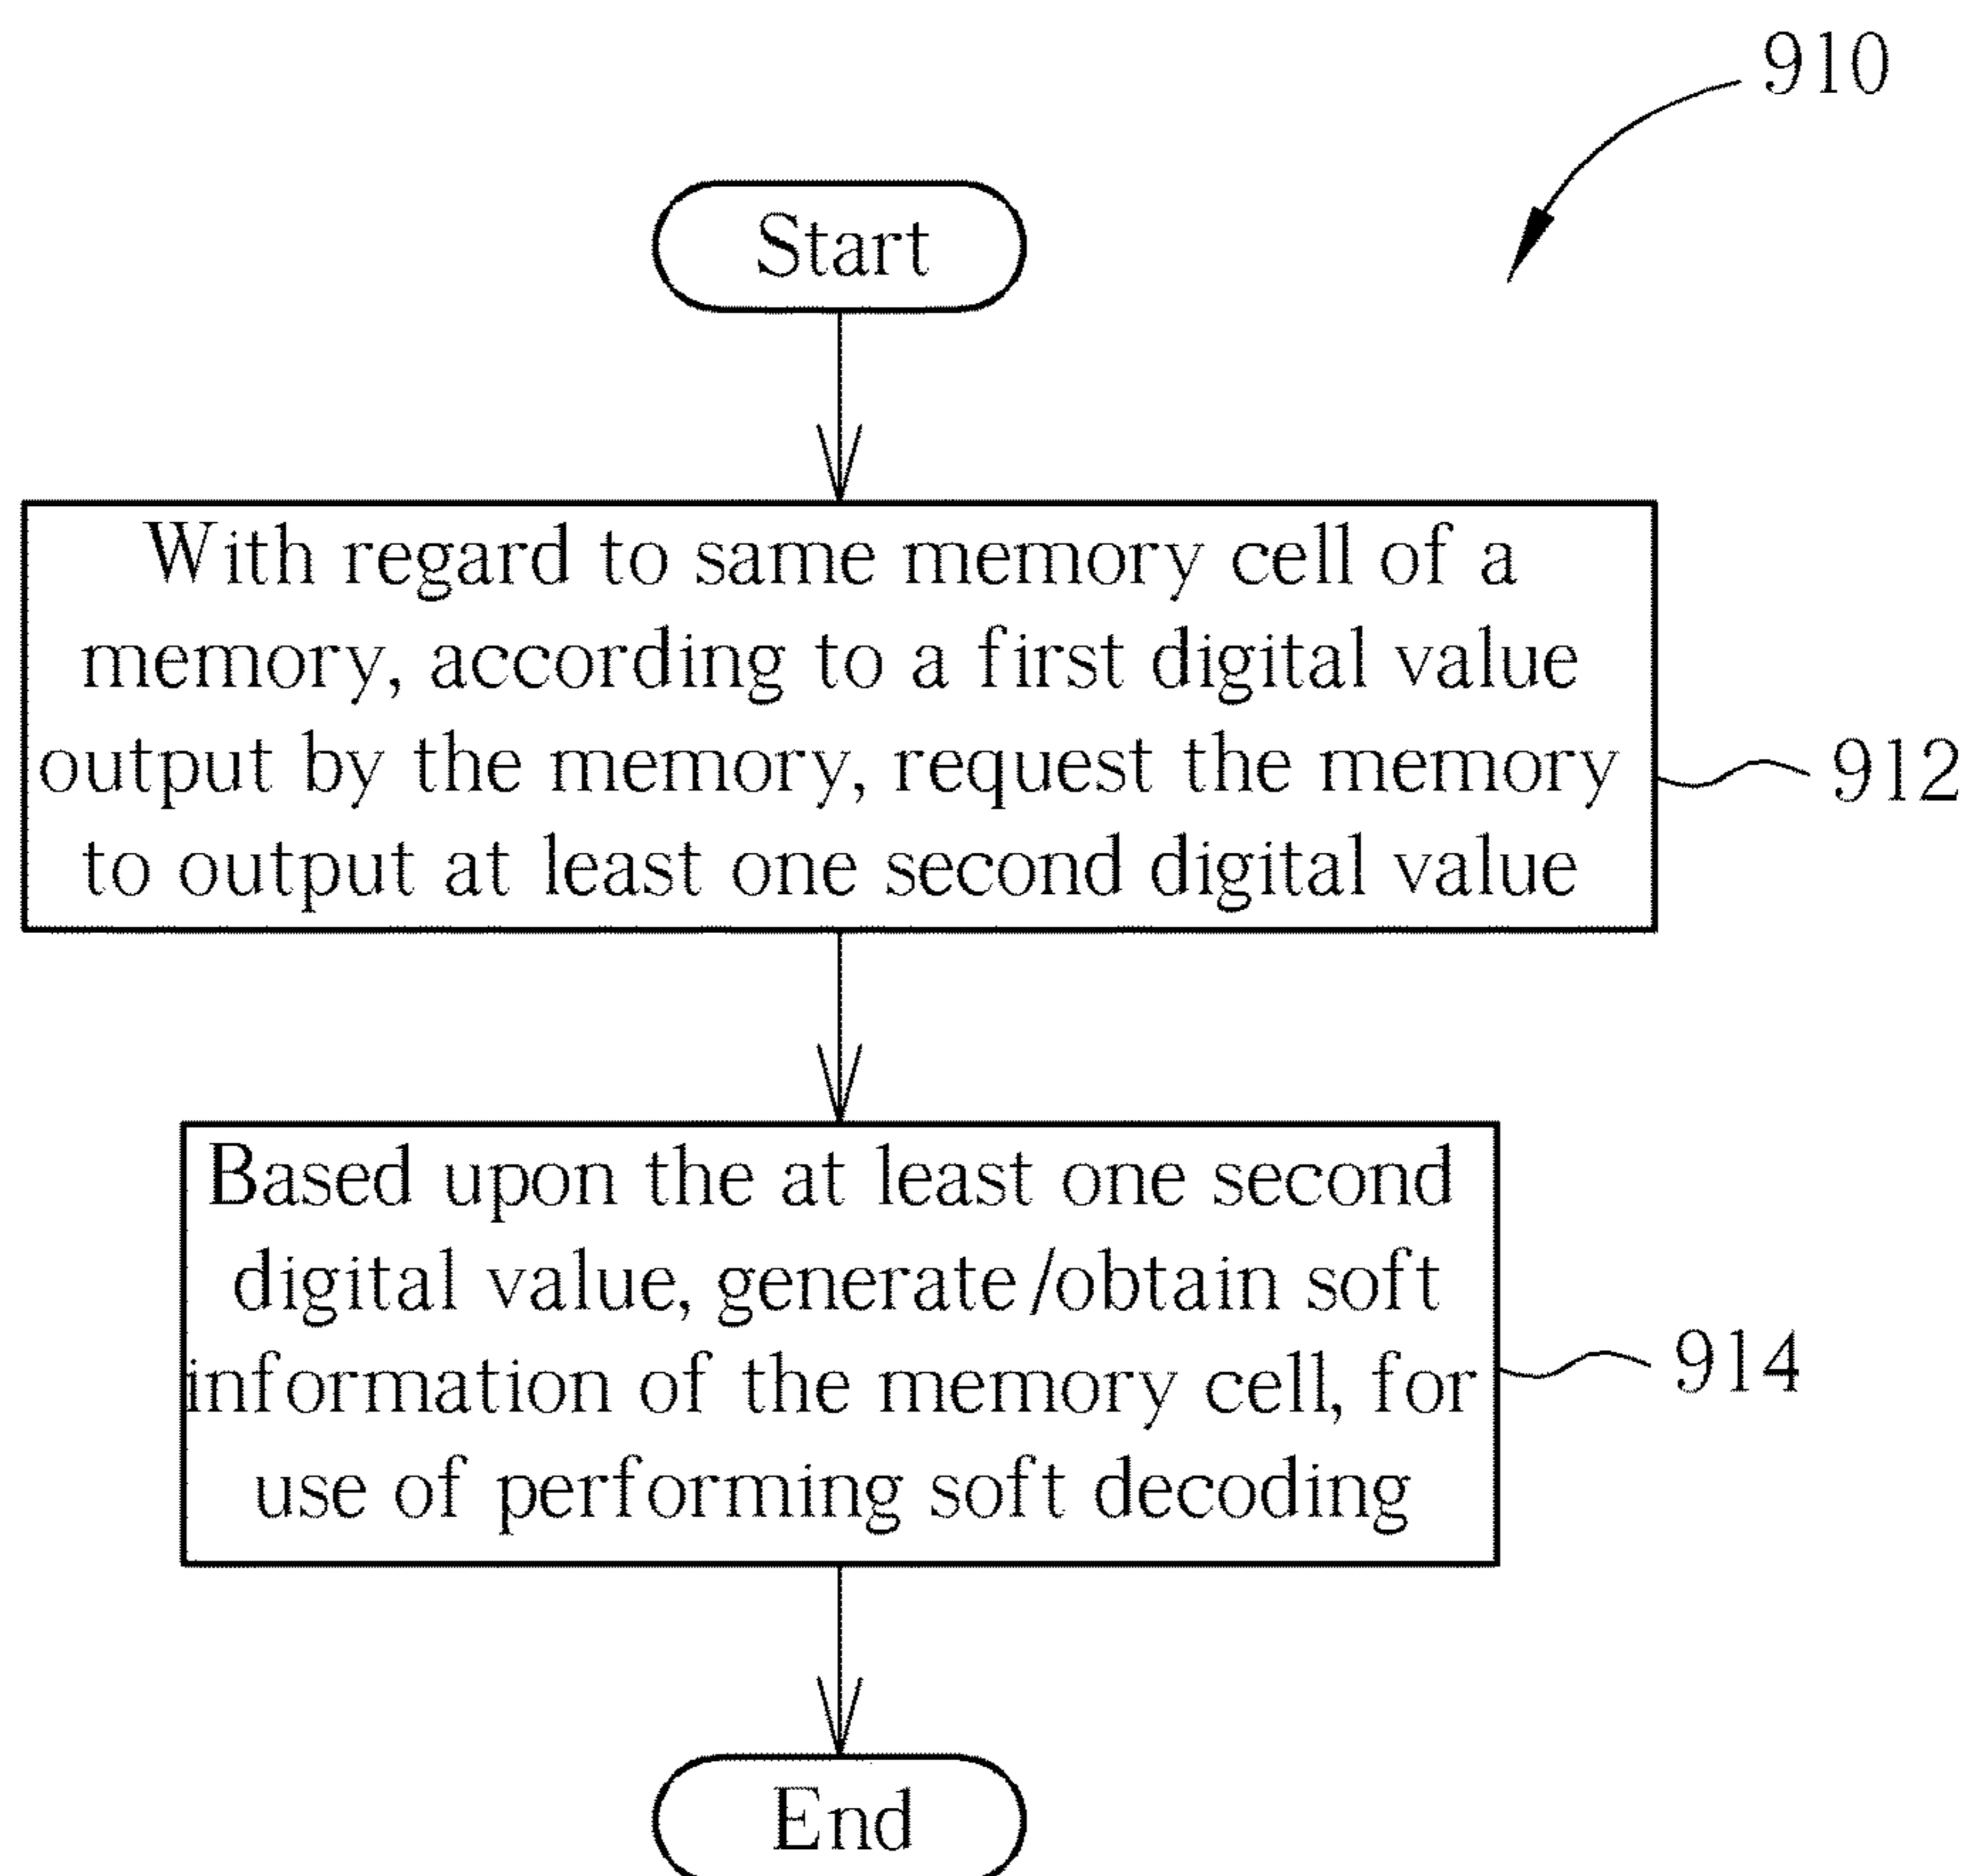 910
Start
With regard to same memory cell of a
memory, according to a first digital value
output by the memory, request the memory
to output at least one second digital value
912
Based upon the at least one second
digital value, generate/obtain soft
information of the memory cell, for
use of performing soft decoding
914
End